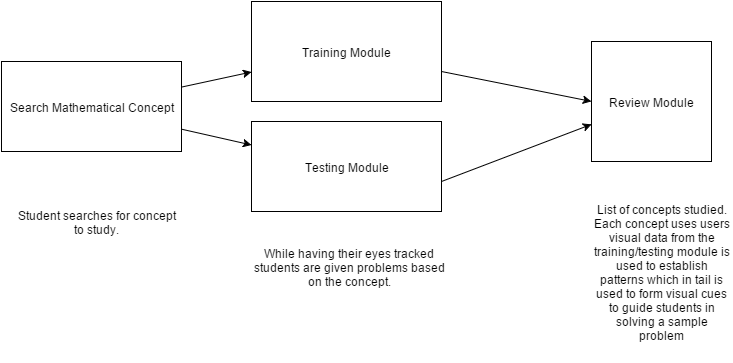 Training Module
Search Mathematical Concept
Review Module
Testing Module
Student searches for concept
to study.
While having their eyes tracked
students are given problems based
on the concept.
List of concepts studied.
Each concept uses users
visual data from the
training/testing module is
used to establish
patterns which in tail is
used to form visual cues
to guide students in
solving a sample
problem